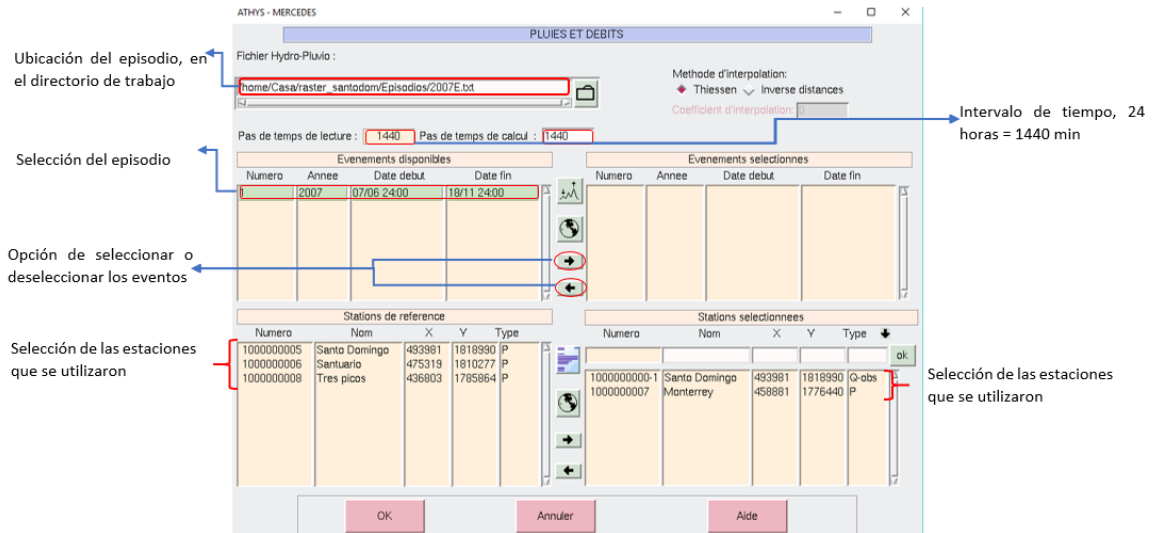 ATHYS - MERCEDES
PLUIES ET DEBITS
Ubicación del episodio, en
el directorio de trabajo
Fichier Hydro-Pluvio :
/home/Casa/raster_santodom/Episodios/2007E.txt
Methode d'interpolation:
Thiessen Inverse distances
Coefficient d'interpolation: 0
Intervalo de tiempo, 24
horas = 1440 min
Pas de temps de lecture : 1440 Pas de temps de calcul : 1440
Selección del episodio
Evenements disponibles
Numero Annee Date debut Date fin
1 2007 07/06 24:00 18/11 24:00
Evenements selectionnes
Numero Annee Date debut Date fin
Opción de seleccionar o
deseleccionar los eventos
Stations de reference
Numero Nom X Y Type
1000000005 Santo Domingo 493981 1818990 P
1000000006 Santuario 475319 1810277 P
1000000008 Tres picos 436803 1785864 P
Selección de las estaciones
que se utilizaron
Stations selectionnees
Numero Nom X Y Type
ok
1000000000-1 Santo Domingo 493981 1818990 Q-obs
1000000007 Monterrey 458881 1776440 P
Selección de las estaciones
que se utilizaron
OK Annuler Aide